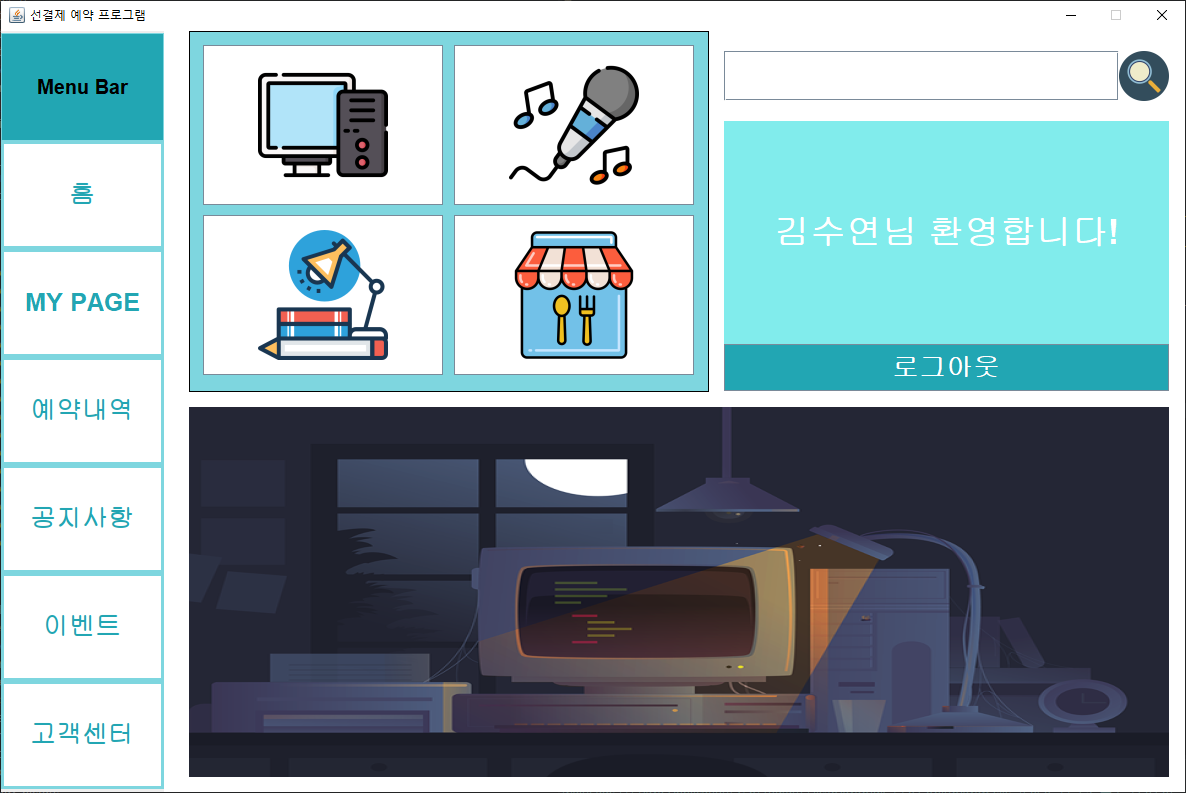 선결제 예약 프로그램
Menu Bar
홈
MY PAGE
예약내역
공지사항
이벤트
고객센터
김수연님 환영합니다!
로그아웃